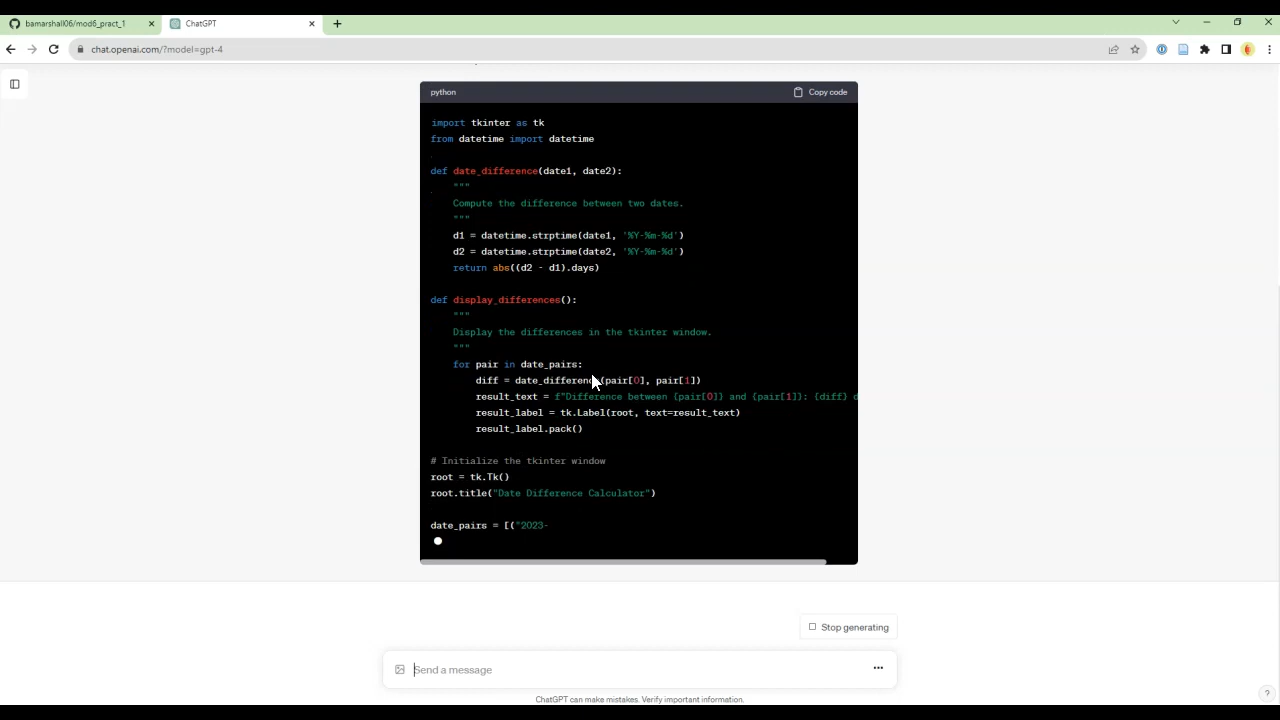 bamarshall06/mod6_pract_1
ChatGPT
chat.openai.com/?model=gpt-4
python
Copy code
import tkinter as tk
from datetime import datetime
def date_difference(date1, date2):
"""
Compute the difference between two dates.
"""
d1 = datetime.strptime(date1, '%Y-%m-%d')
d2 = datetime.strptime(date2, '%Y-%m-%d')
return abs((d2 - d1).days)
def display_differences():
"""
Display the differences in the tkinter window.
"""
for pair in date_pairs:
diff = date_difference(pair[0], pair[1])
result_text = f"Difference between {pair[0]} and {pair[1]}: {diff} d
result_label = tk.Label(root, text=result_text)
result_label.pack()
# Initialize the tkinter window
root = tk.Tk()
root.title("Date Difference Calculator")
date_pairs = [("2023-
Stop generating
Send a message
ChatGPT can make mistakes. Verify important information.
?